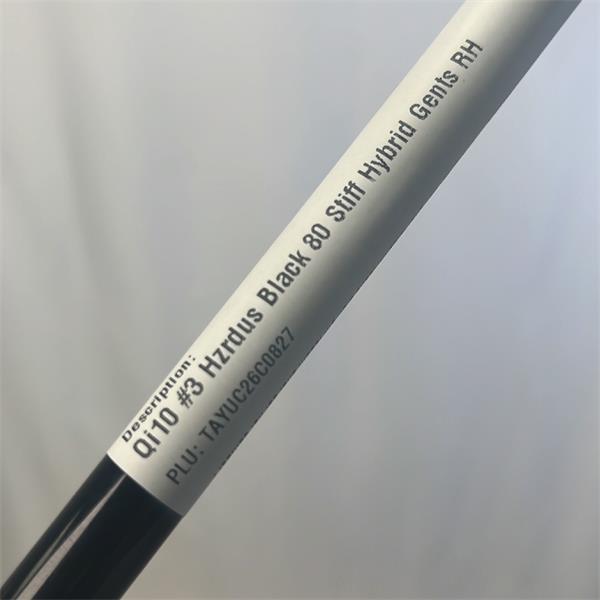 Description:
Qi10 #3 Hzrdus Black 80 Stiff Hybrid Gents RH
PLU: TAYUC26C0827